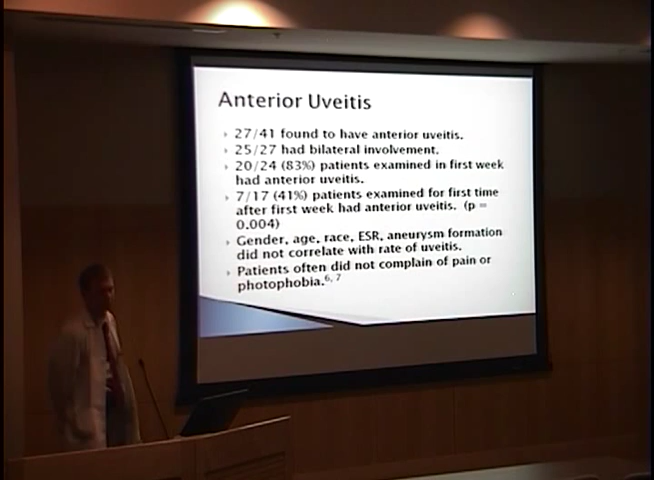 Anterior Uveitis
27/41 found to have anterior uveitis.
25/27 had bilateral involvement.
20/24 (83%) patients examined in first week
had anterior uveitis.
7/17 (41%) patients examined for first time
after first week had anterior uveitis. (p =
0.004)
Gender, age, race, ESR, aneurysm formation
did not correlate with rate of uveitis.
Patients often did not complain of pain or
photophobia.6, 7